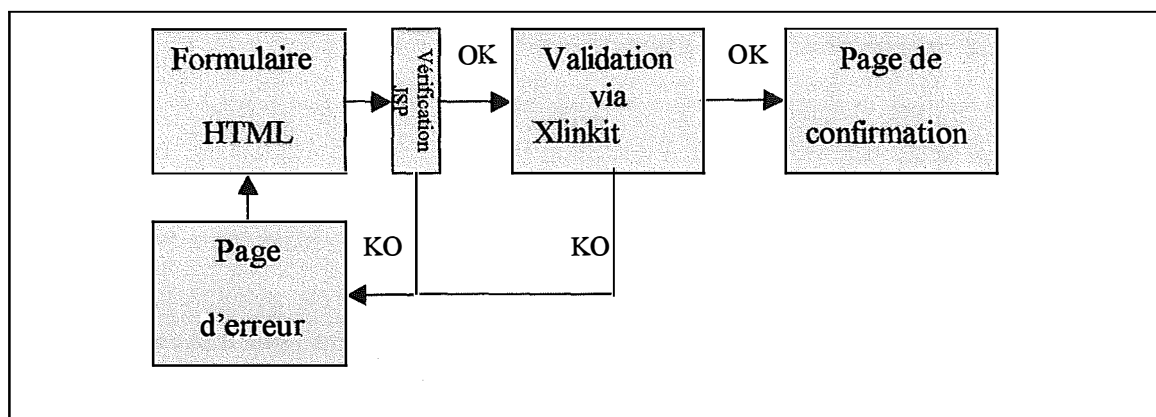 Formulaire
HTML
Vérification
JSP
OK
Validation
via
Xlinkit
OK
Page de
confirmation
Page
d'erreur
KO
KO